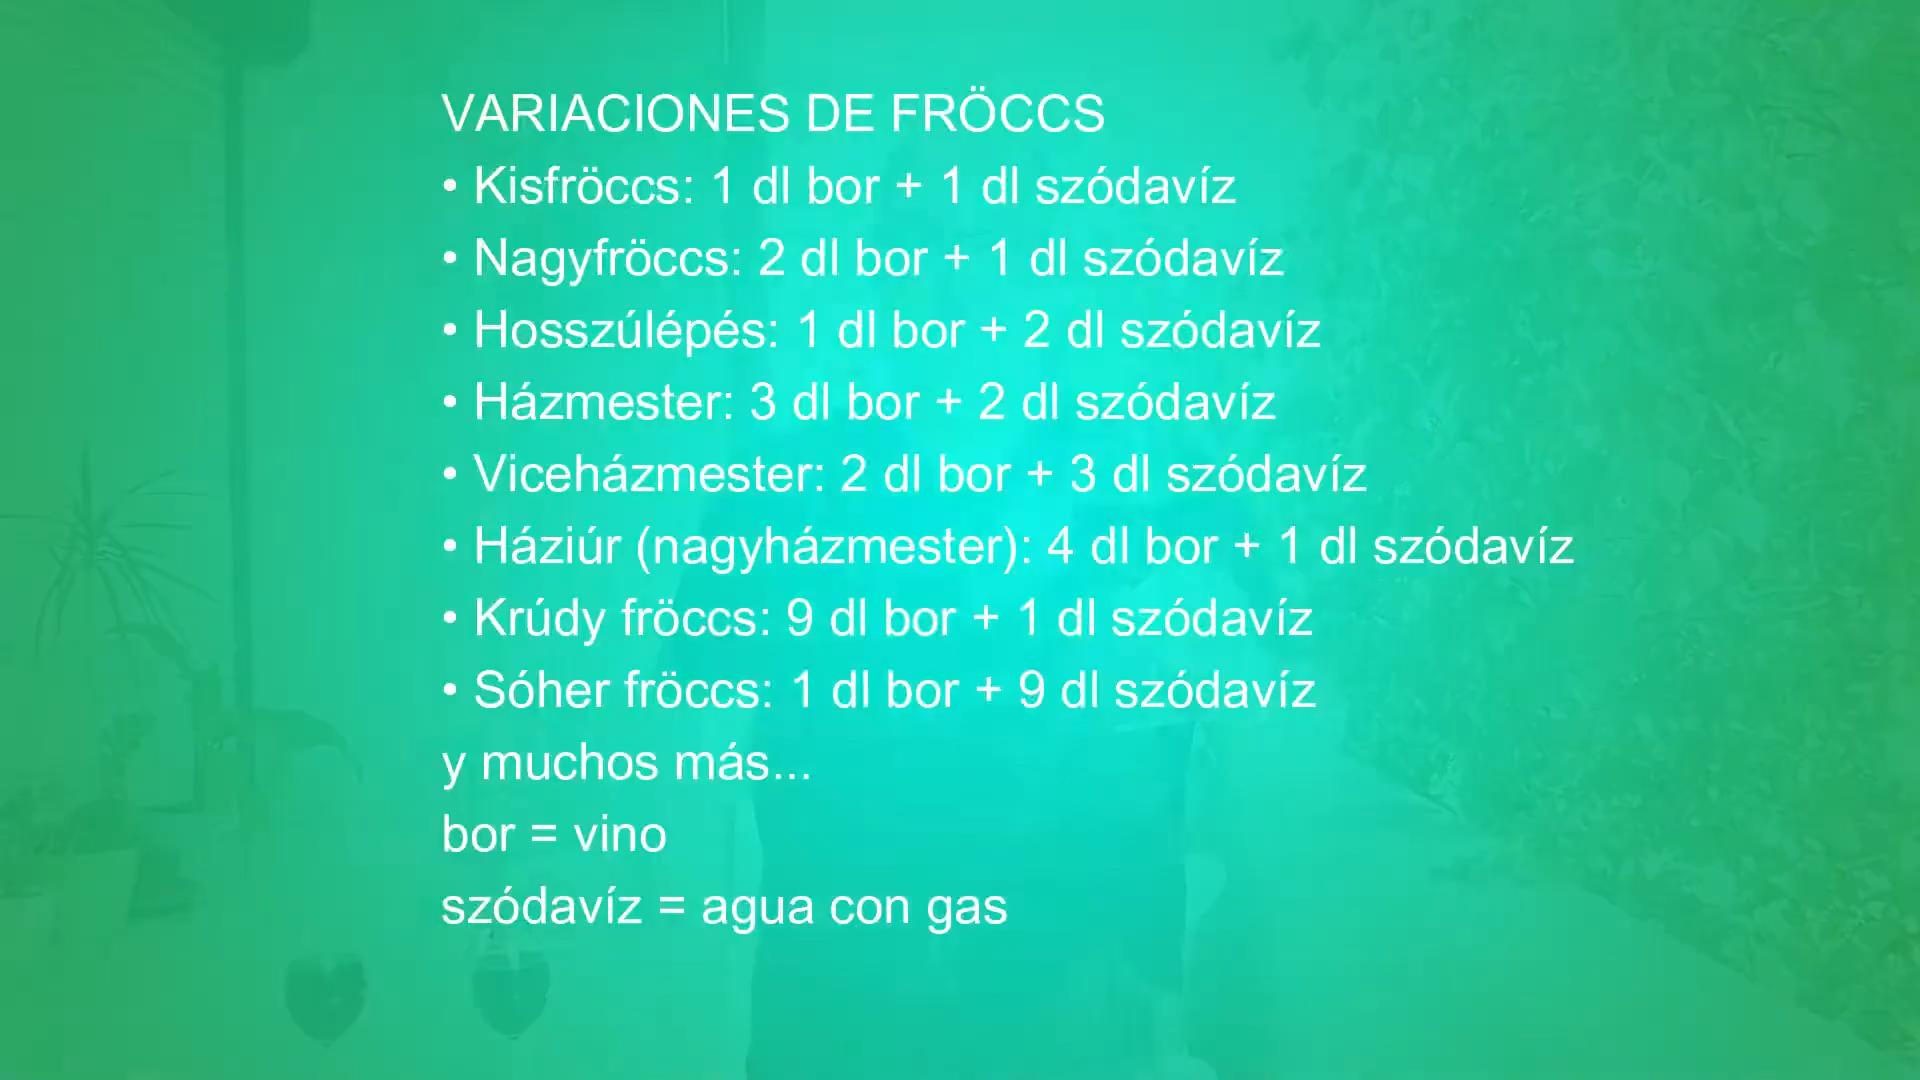 VARIACIONES DE FRÖCCS
• Kisfröccs: 1 dl bor + 1 dl szódavíz
• Nagyfröccs: 2 dl bor + 1 dl szódavíz
• Hosszúlépés: 1 dl bor + 2 dl szódavíz
• Házmester: 3 dl bor + 2 dl szódavíz
• Viceházmester: 2 dl bor + 3 dl szódavíz
• Háziúr (nagyházmester): 4 dl bor + 1 dl szódavíz
• Krúdy fröccs: 9 dl bor + 1 dl szódavíz
• Sóher fröccs: 1 dl bor + 9 dl szódavíz
y muchos más...
bor = vino
szódavíz = agua con gas